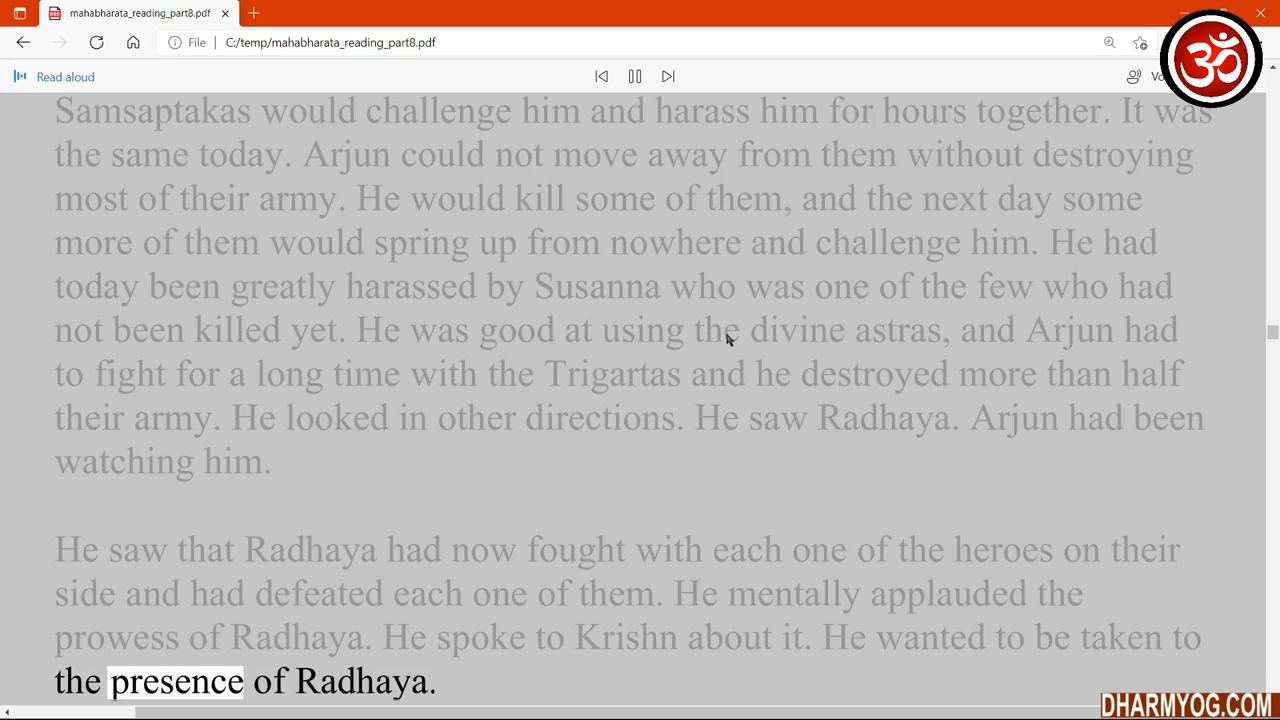 mahabharata_reading_part8.pdf
File C:/temp/mahabharata_reading_part8.pdf
Read aloud
ॐ
Samsaptakas would challenge him and harass him for hours together. It was
the same today. Arjun could not move away from them without destroying
most of their army. He would kill some of them, and the next day some
more of them would spring up from nowhere and challenge him. He had
today been greatly harassed by Susanna who was one of the few who had
not been killed yet. He was good at using the divine astras, and Arjun had
to fight for a long time with the Trigartas and he destroyed more than half
their army. He looked in other directions. He saw Radhaya. Arjun had been
watching him.
He saw that Radhaya had now fought with each one of the heroes on their
side and had defeated each one of them. He mentally applauded the
prowess of Radhaya. He spoke to Krishn about it. He wanted to be taken to
the presence of Radhaya.
DHARMYOG.COM